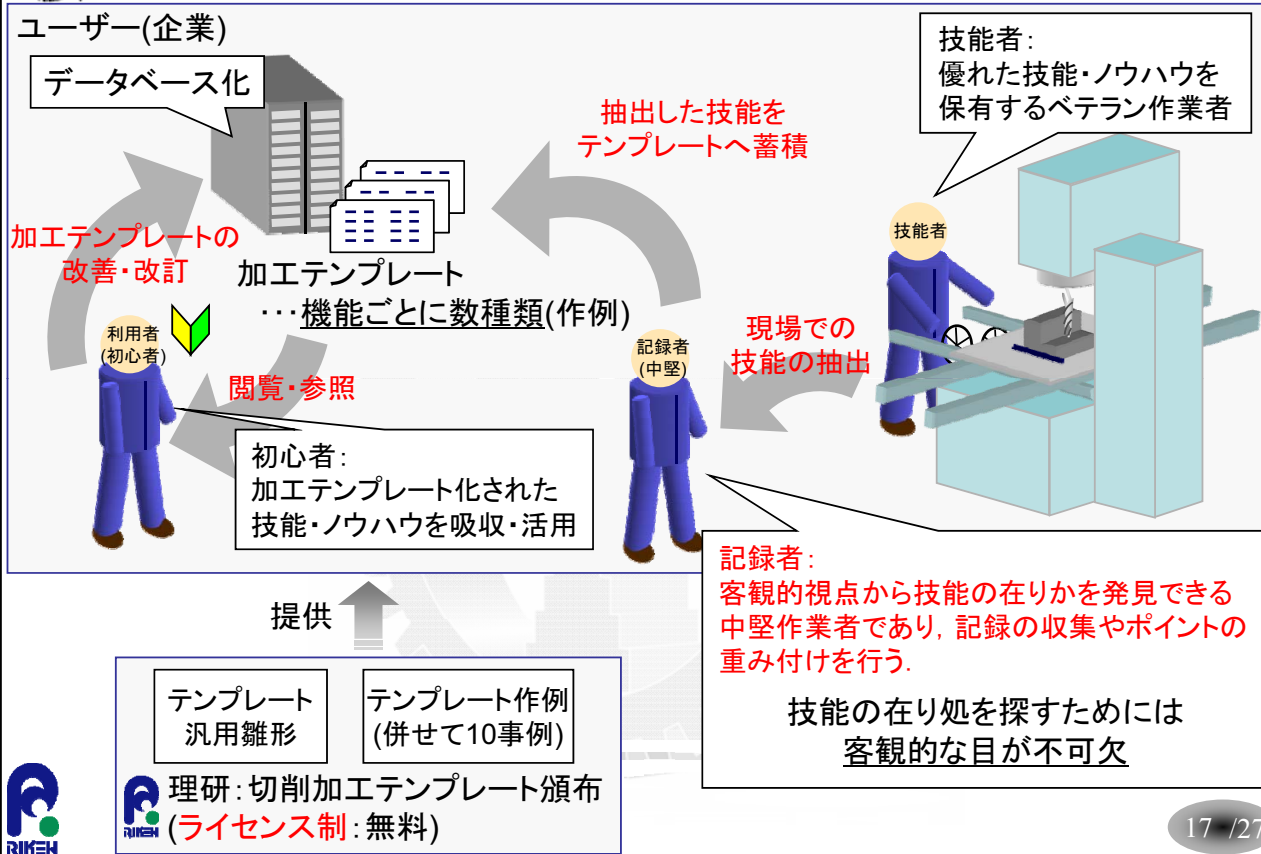 ユーザー(企業)
データベース化
抽出した技能を
テンプレートへ蓄積
技能者：
優れた技能・ノウハウを
保有するベテラン作業者
技能者
加工テンプレートの
改善・改訂
加工テンプレート
･･･機能ごとに数種類(作例)
利用者
(初心者)
閲覧・参照
記録者
(中堅)
現場での
技能の抽出
初心者：
加工テンプレート化された
技能・ノウハウを吸収・活用
記録者：
客観的視点から技能の在りかを発見できる
中堅作業者であり，記録の収集やポイントの
重み付けを行う．
技能の在り処を探すためには
客観的な目が不可欠
提供
テンプレート
汎用雛形
テンプレート作例
(併せて10事例)
RIKEN
理研：切削加工テンプレート頒布
(ライセンス制：無料)
RIKEN
17 /27